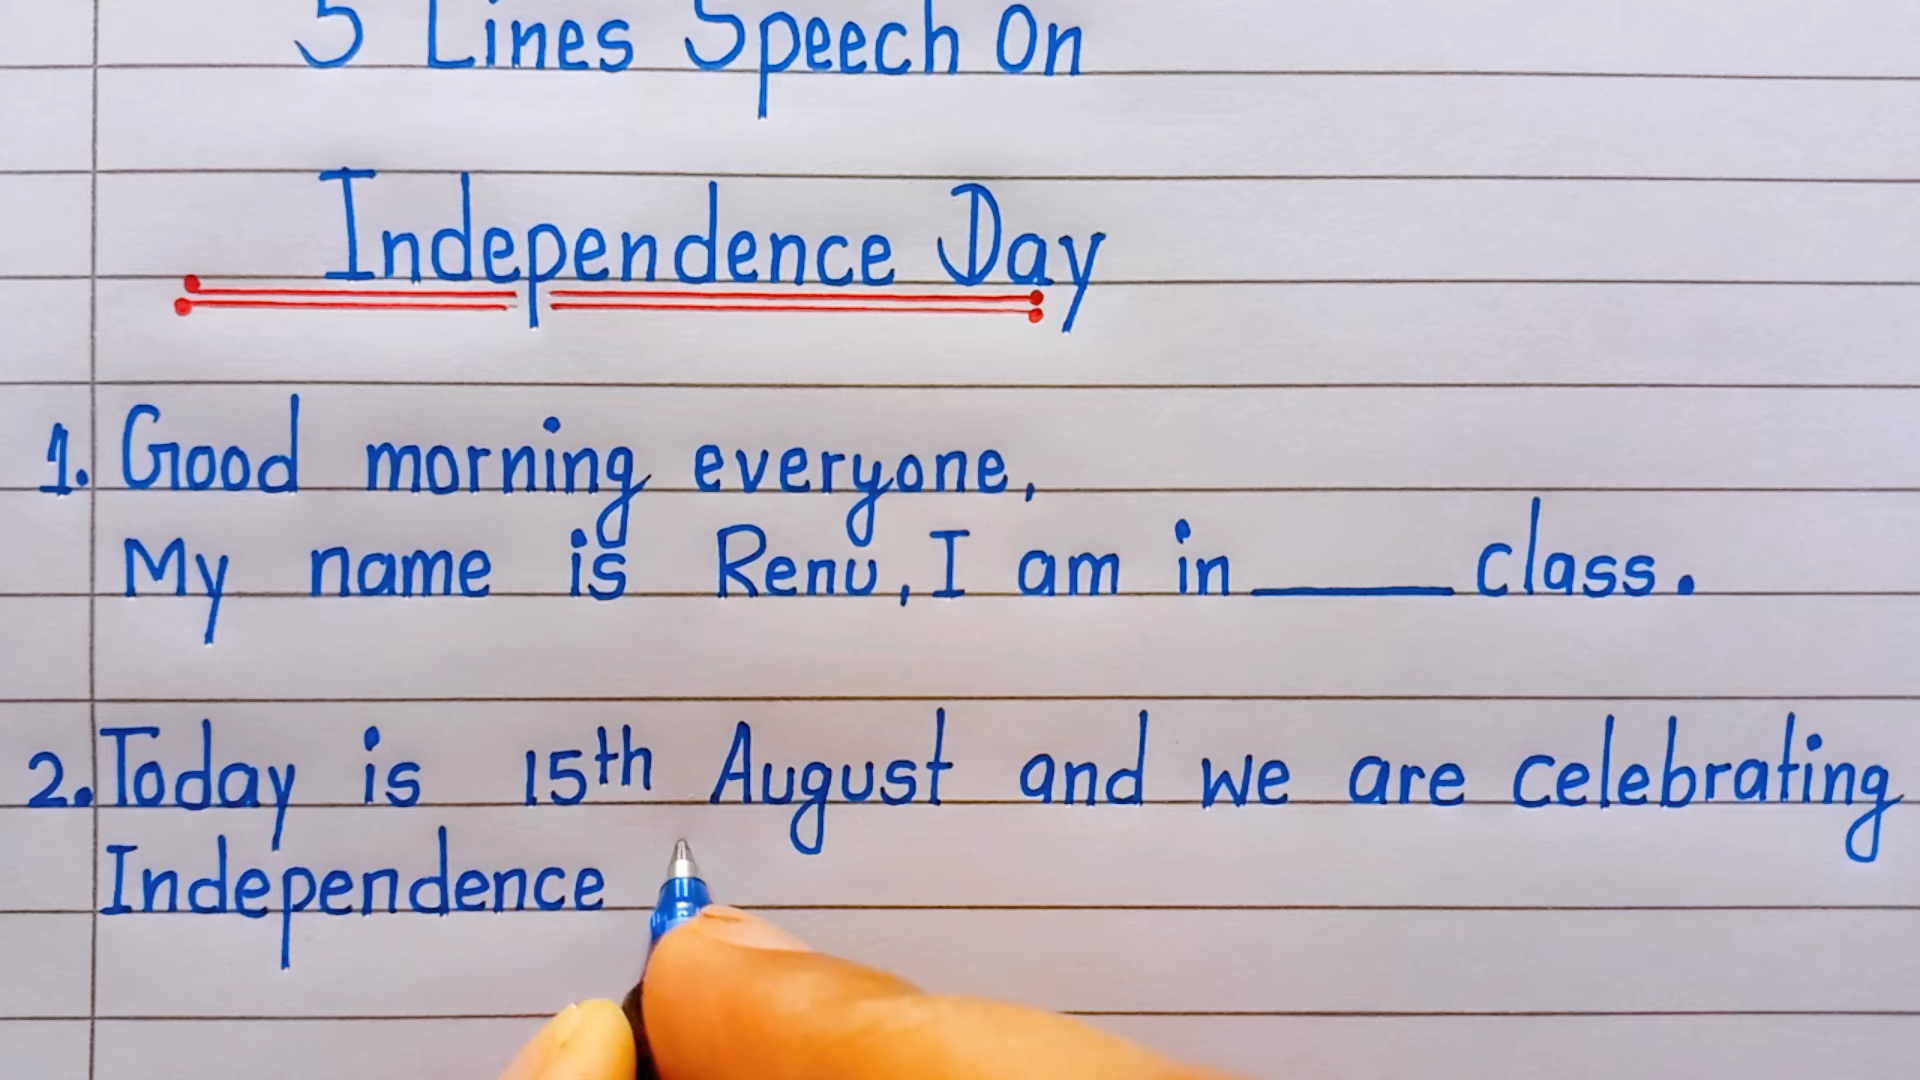 5 Lines Speech On
Independence Day
1. Good morning everyone,
My name is Renu, I am in _____ class.
2. Today is 15th August and we are celebrating
Independence